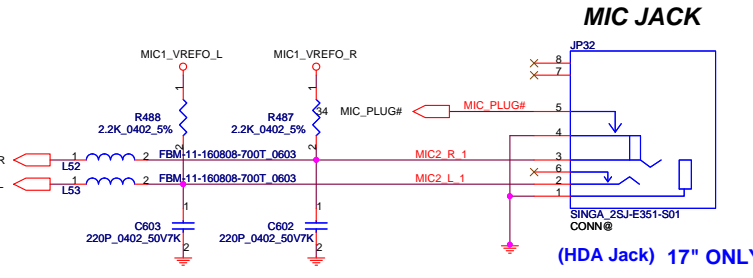 MIC JACK
JP32
MIC1_VREFO_L
MIC1_VREFO_R
8
7
1
1
R488
2.2K_0402_5%
R487
2.2K_0402_5%
34
MIC_PLUG#
MIC_PLUG#
5
4
2
2
R
1
L52
2
FBM-11-160808-700T_0603
MIC2_R_1
3
6
L
1
L53
2
FBM-11-160808-700T_0603
MIC2_L_1
2
1
1
1
C603
220P_0402_50V7K
2
C602
220P_0402_50V7K
2
SINGA_2SJ-E351-S01
CONN@
(HDA Jack) 17" ONLY